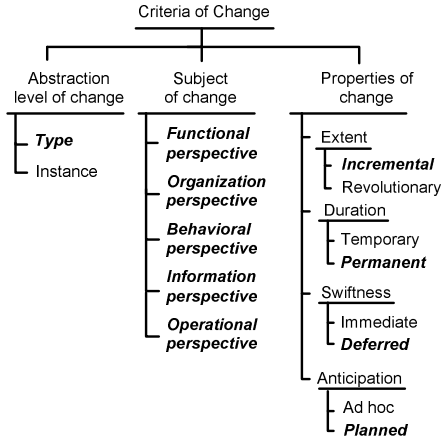 Criteria of Change
Abstraction
level of change
Type
Instance
Subject
of change
Functional
perspective
Organization
perspective
Behavioral
perspective
Information
perspective
Operational
perspective
Properties of
change
Extent
Incremental
Revolutionary
Duration
Temporary
Permanent
Swiftness
Immediate
Deferred
Anticipation
Ad hoc
Planned